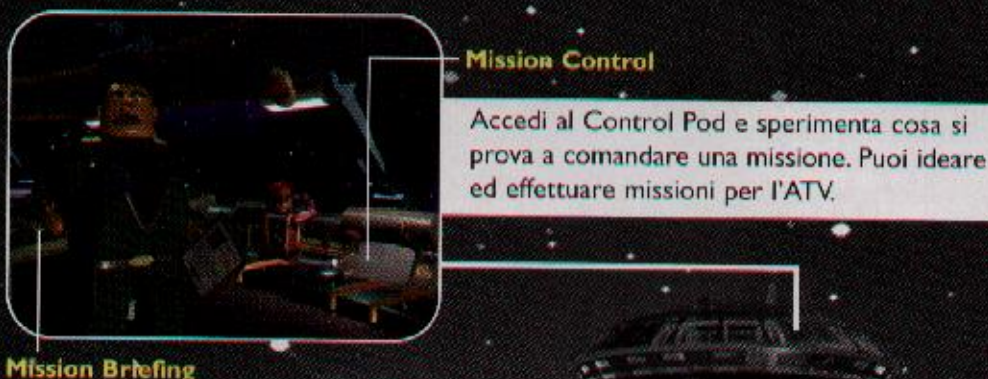 Mission Control
Accedi al Control Pod e sperimenta cosa si
prova a comandare una missione. Puoi ideare
ed effettuare missioni per l'ATV.
Mission Briefing